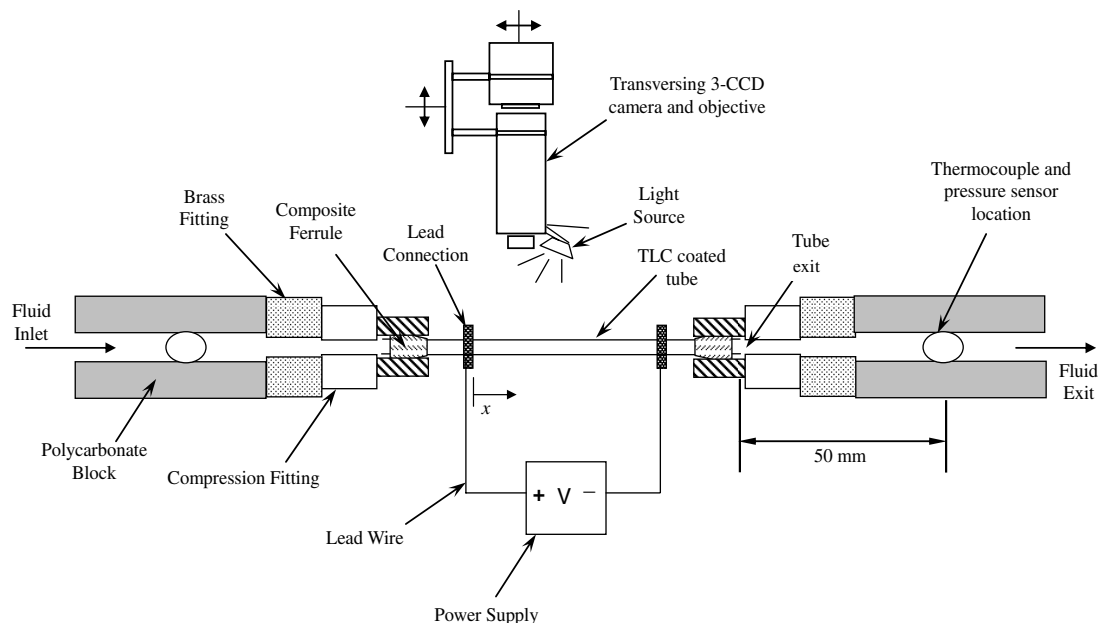 Transversing 3-CCD
camera and objective
Thermocouple and
pressure sensor
location
Brass
Fitting
Composite
Ferrule
Light
Source
Lead
Connection
TLC coated
tube
Tube
exit
Fluid
Inlet
Fluid
Exit
x
50 mm
Polycarbonate
Block
Compression Fitting
+ V −
Lead Wire
Power Supply